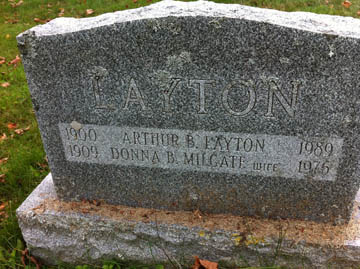 LAYTON
1900 ARTHUR B. LAYTON 1989
1909 DONNA B. MILGATE WIFE 1976